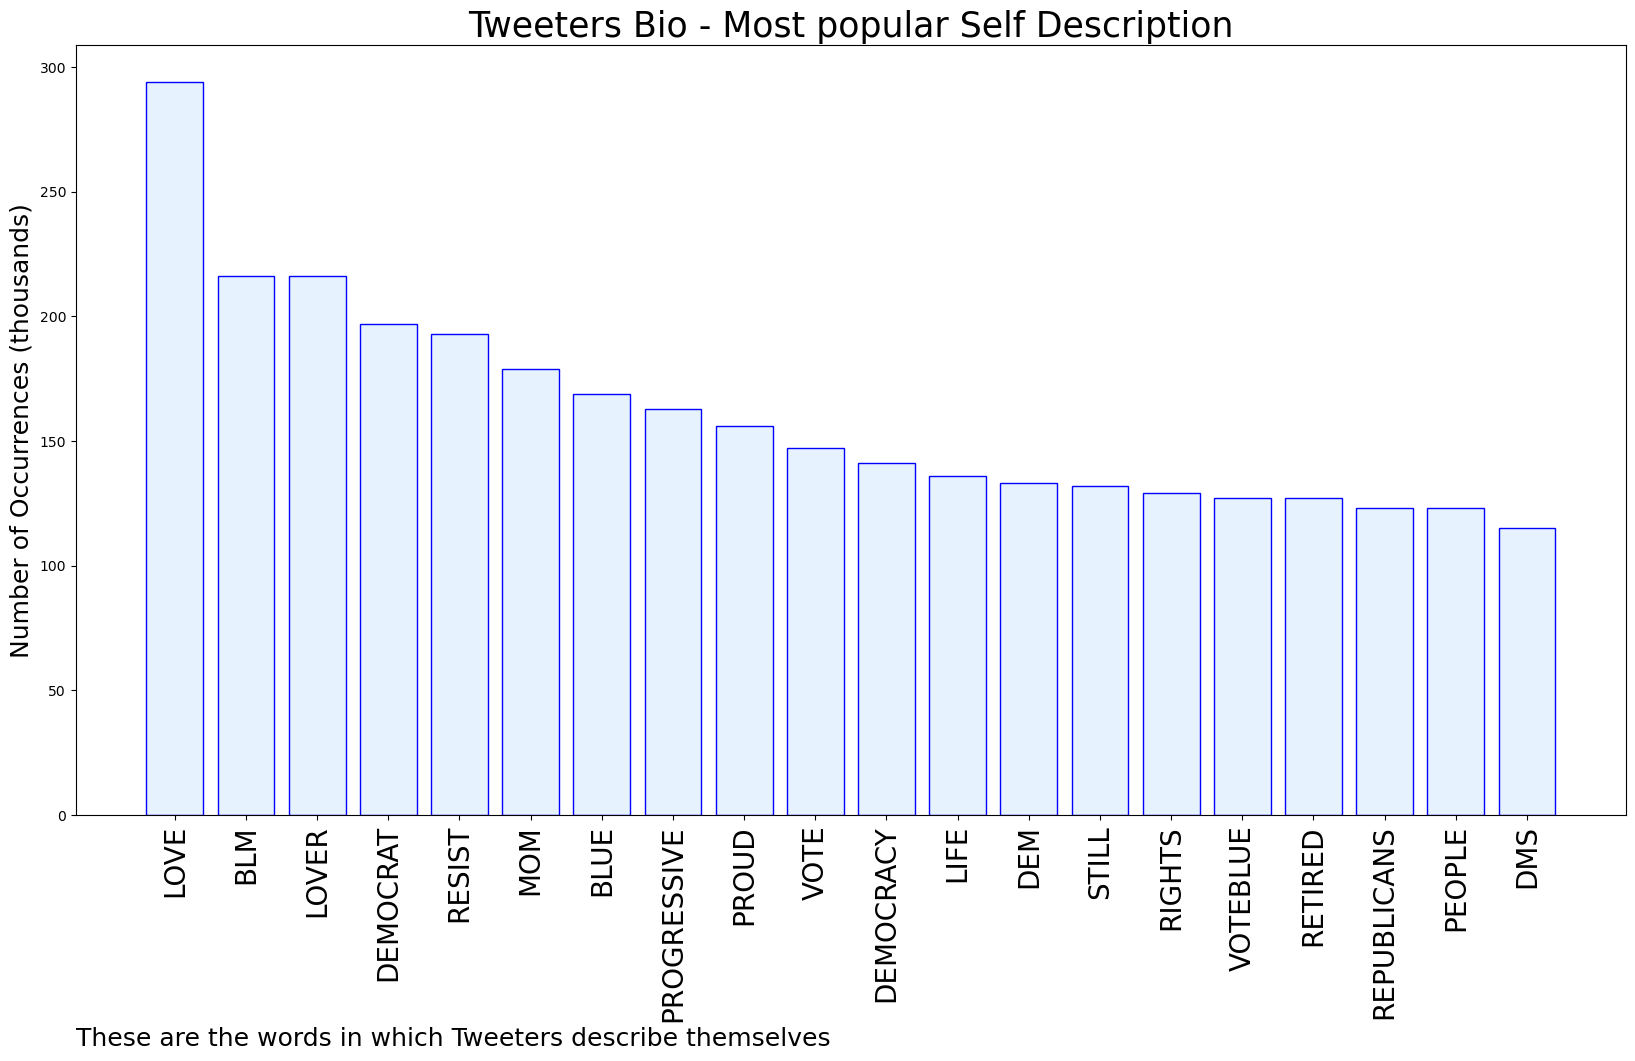 Tweeters Bio - Most popular Self Description
Number of Occurrences (thousands)
300
250
200
150
100
50
0
LOVE
BLM
LOVER
DEMOCRAT
RESIST
MOM
BLUE
PROGRESSIVE
PROUD
VOTE
DEMOCRACY
LIFE
DEM
STILL
RIGHTS
VOTEBLUE
RETIRED
REPUBLICANS
PEOPLE
DMS
These are the words in which Tweeters describe themselves